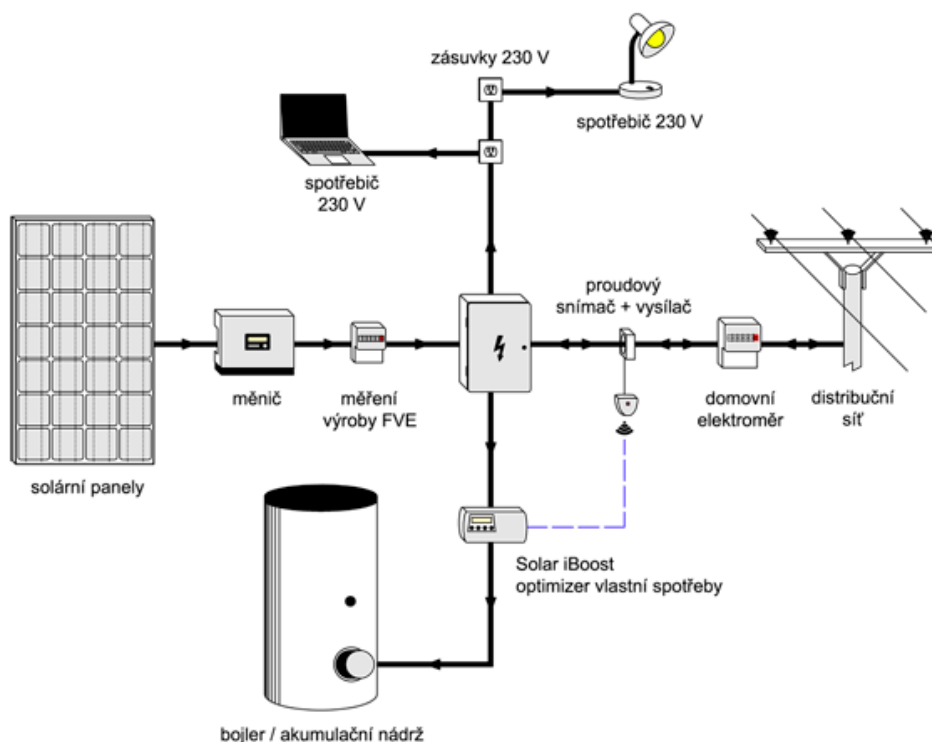 zásuvky 230 V
spotřebič 230 V
spotřebič
230 V
proudový
snímač + vysílač
měnič
měření
výroby FVE
domovní
elektroměr
distribuční
síť
solární panely
Solar iBoost
optimizer vlastní spotřeby
bojler / akumulační nádrž